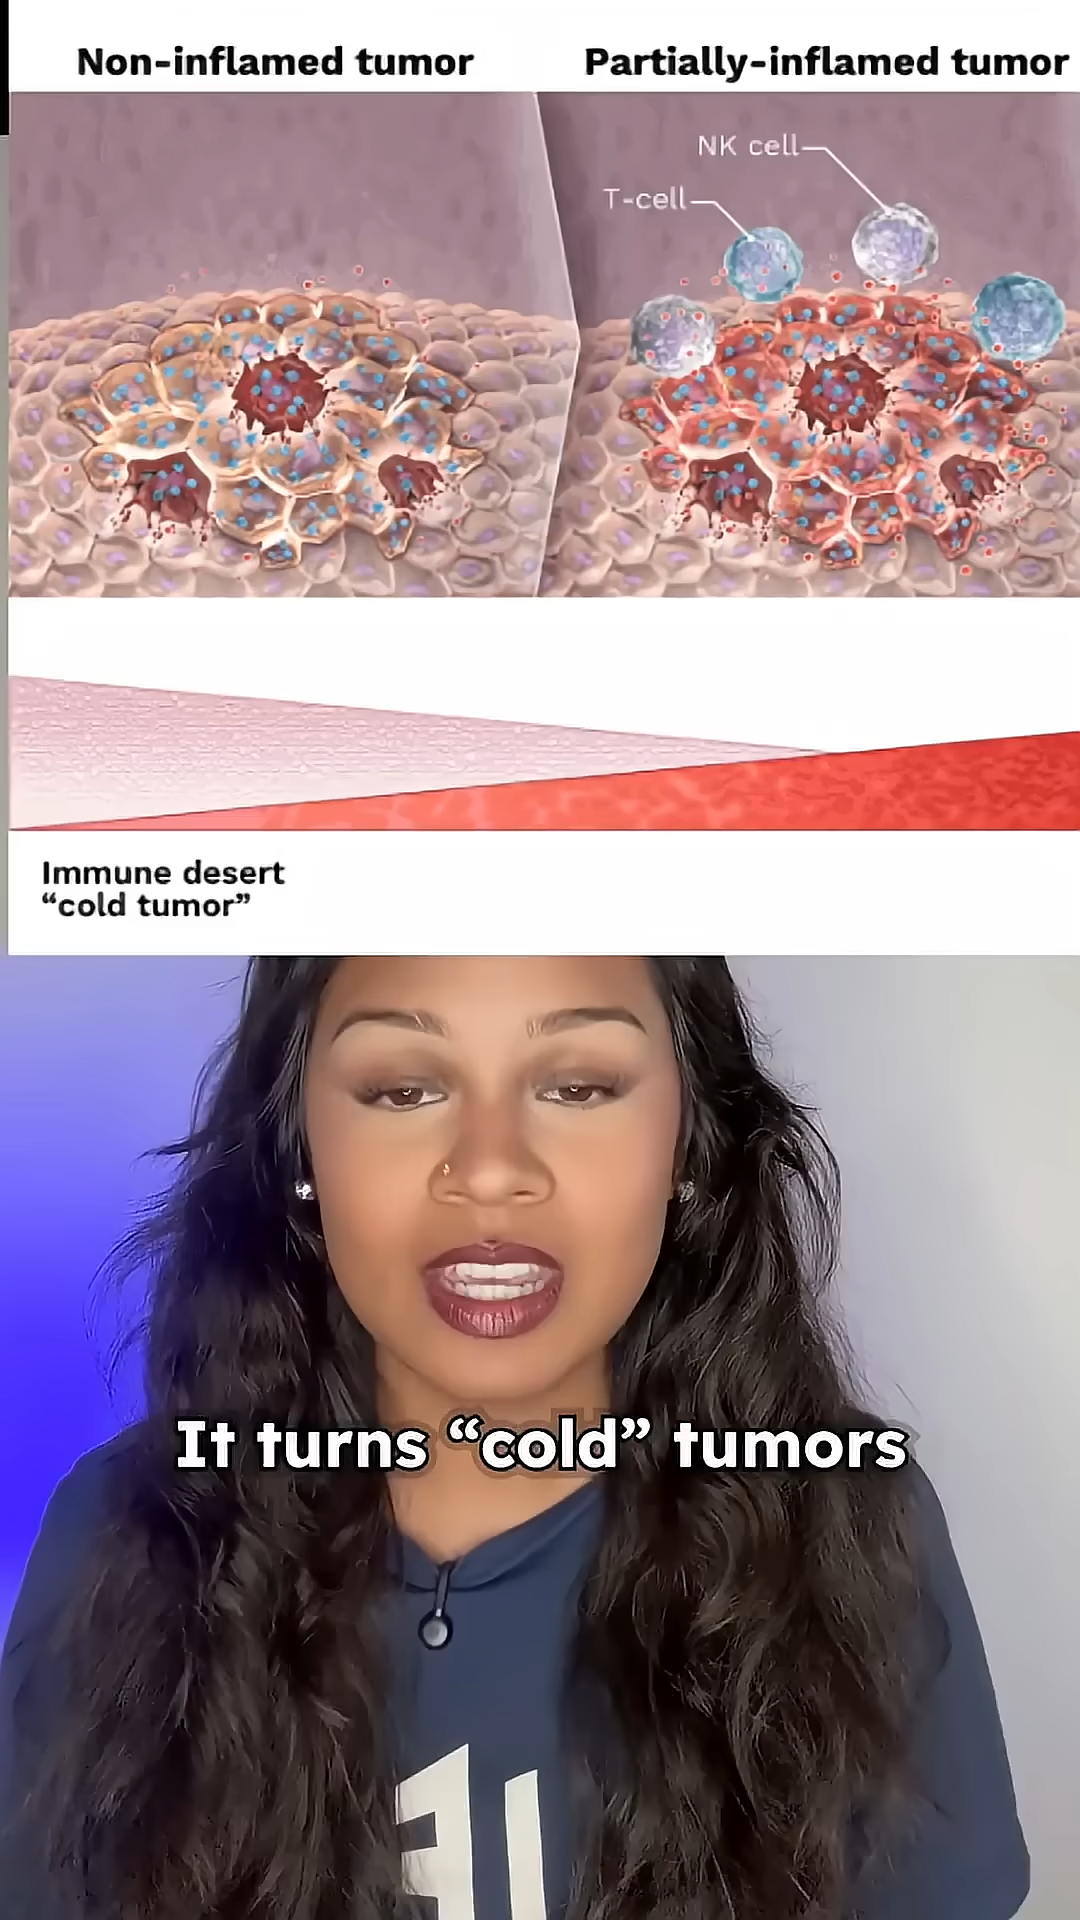 Non-inflamed tumor
Partially-inflamed tumor
NK cell
T-cell
Immune desert
“cold tumor”
It turns “cold” tumors